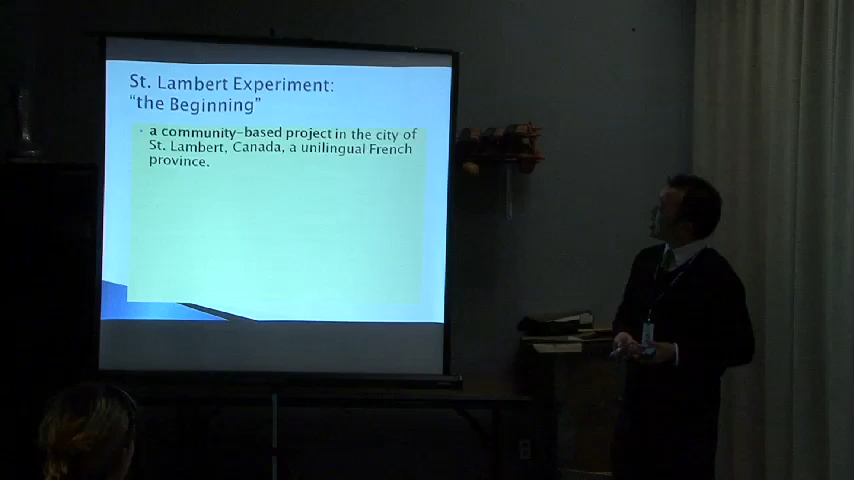 St. Lambert Experiment:
“the Beginning”
• a community-based project in the city of
St. Lambert, Canada, a unilingual French
province.